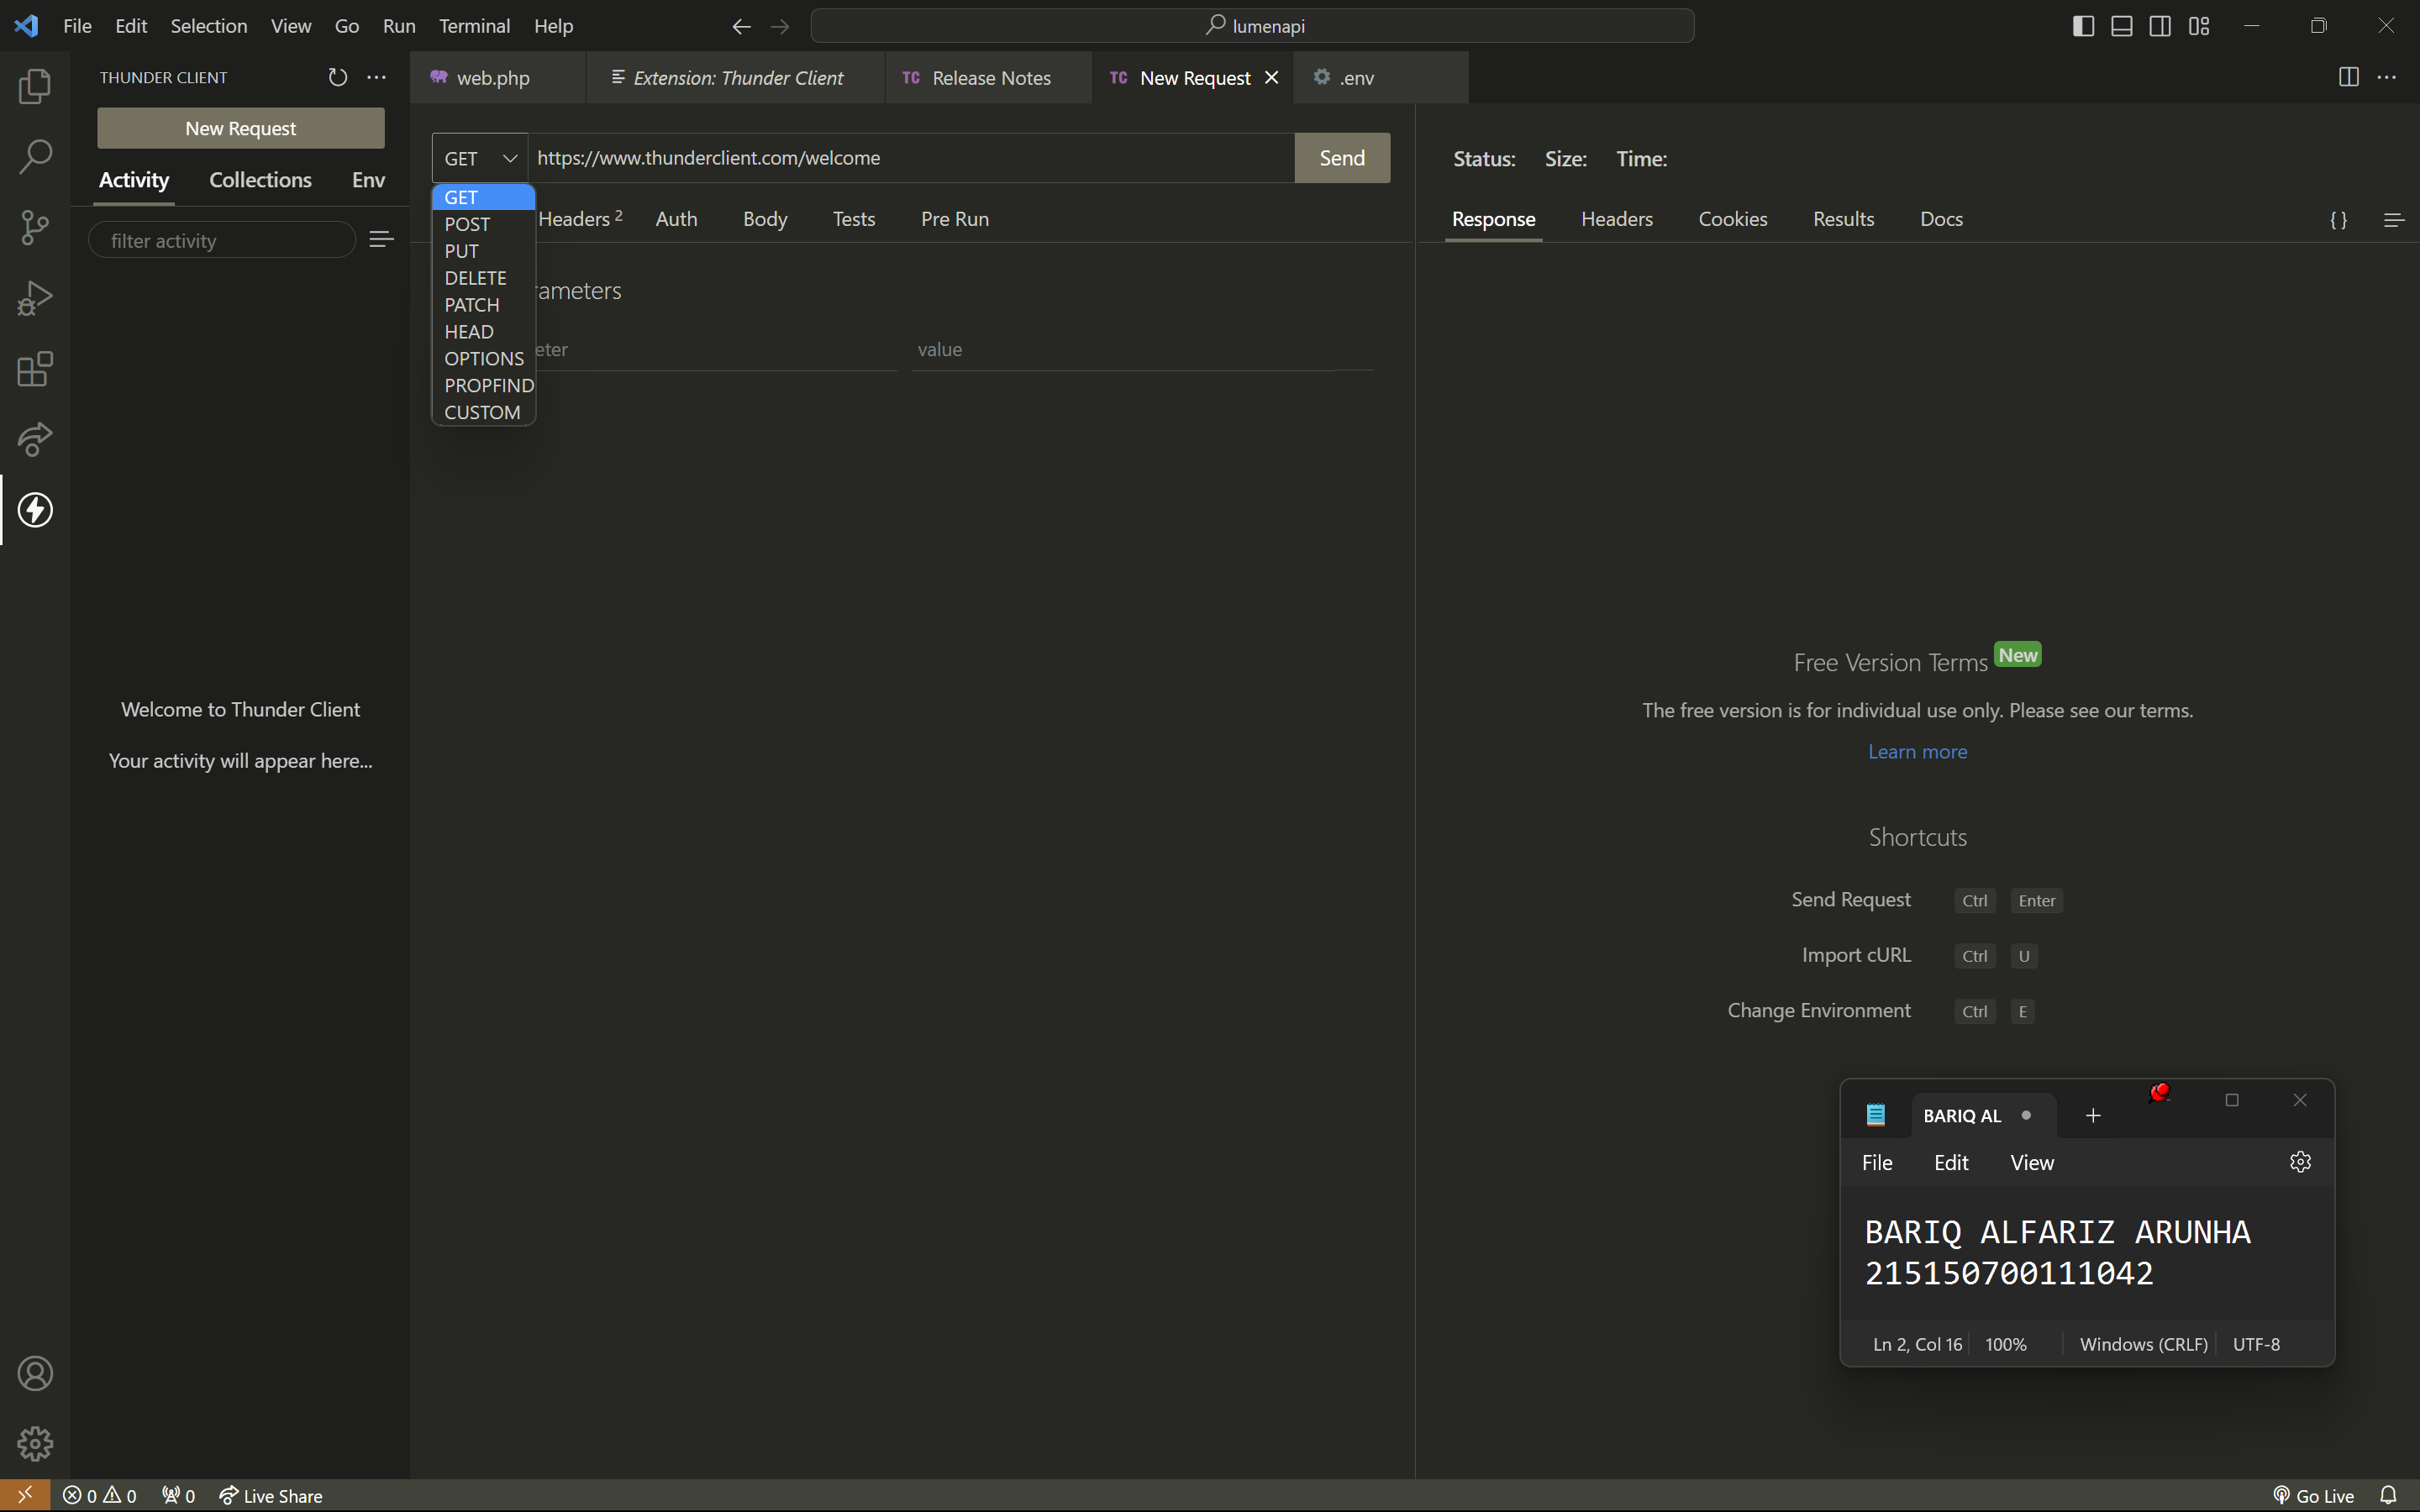 File Edit Selection View Go Run Terminal Help
lumenapi
THUNDER CLIENT
New Request
Activity Collections Env
filter activity
Welcome to Thunder Client
Your activity will appear here...
web.php
Extension: Thunder Client
TC Release Notes
TC New Request
.env
GET https://www.thunderclient.com/welcome Send
GET
POST
PUT
DELETE
PATCH
HEAD
OPTIONS
PROPFIND
CUSTOM
Headers 2 Auth Body Tests Pre Run
rameters
eter value
Status: Size: Time:
Response Headers Cookies Results Docs {}
Free Version Terms New
The free version is for individual use only. Please see our terms.
Learn more
Shortcuts
Send Request Ctrl Enter
Import cURL Ctrl U
Change Environment Ctrl E
BARIQ AL
File Edit View
BARIQ ALFARIZ ARUNHA
215150700111042
Ln 2, Col 16 100% Windows (CRLF) UTF-8
0 0 0 Live Share Go Live